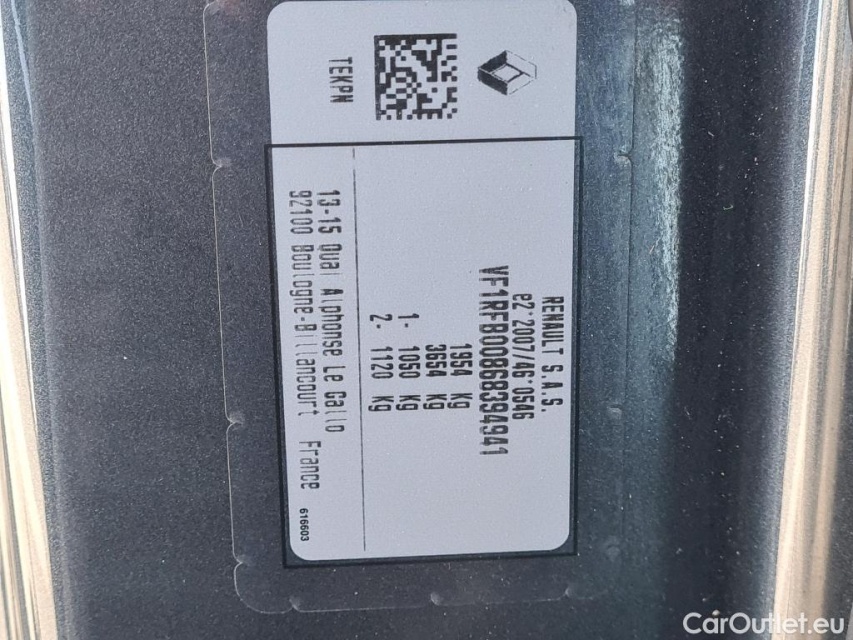 TEKPN
RENAULT S.A.S.
e2*2007/46*0546
VF1RFB00868394941
1954 Kg
3654 Kg
1- 1050 Kg
2- 1120 Kg
13-15 Quai Alphonse Le Gallo
92100 Boulogne-Billancourt France
616603
CarOutlet.eu